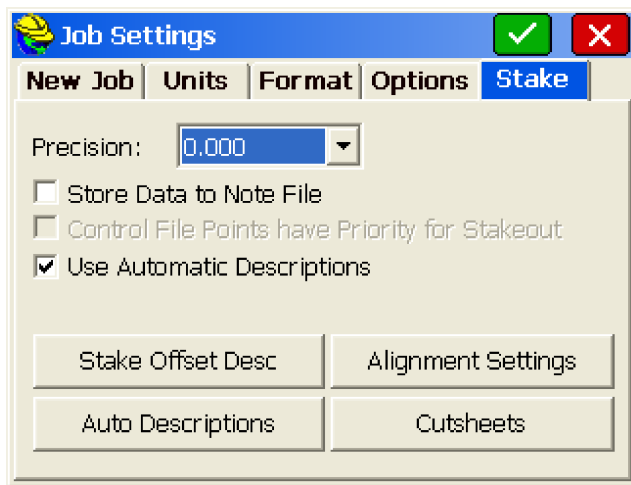 Job Settings
New Job Units Format Options Stake
Precision: 0.000
Store Data to Note File
Control File Points have Priority for Stakeout
Use Automatic Descriptions
Stake Offset Desc Alignment Settings
Auto Descriptions Cutsheets